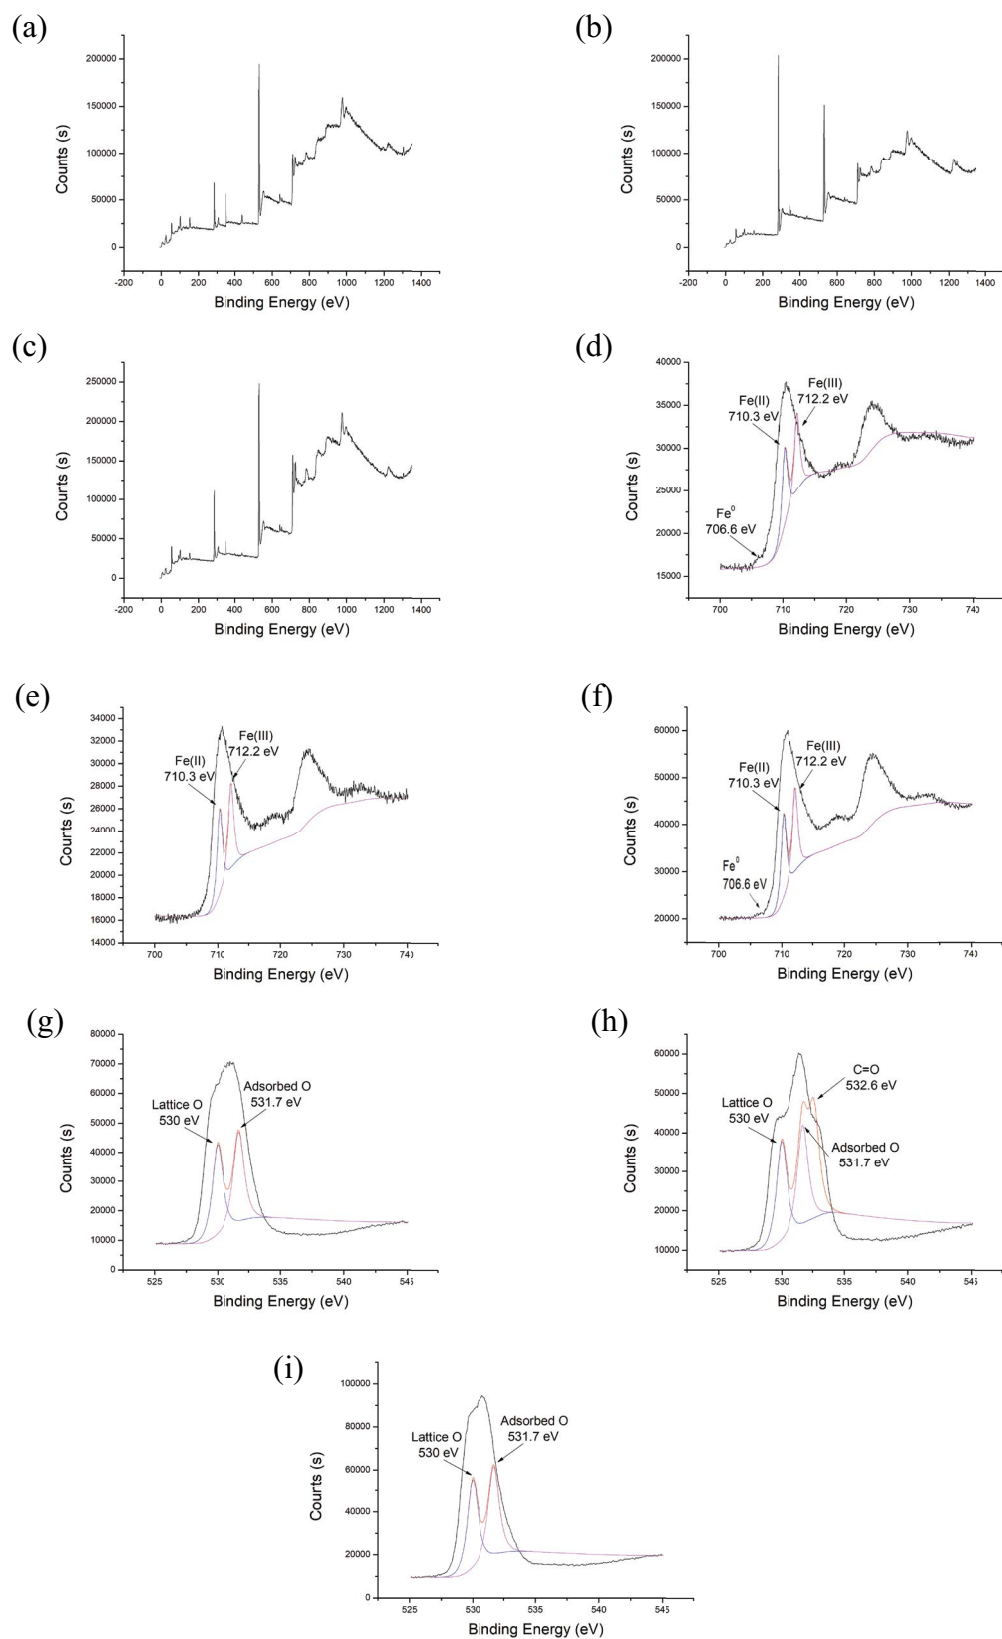 (a)
200000
150000
100000
50000
0
Counts (s)
-200 0 200 400 600 800 1000 1200 1400
Binding Energy (eV)
(b)
200000
150000
100000
50000
0
Counts (s)
-200 0 200 400 600 800 1000 1200 1400
Binding Energy (eV)
(c)
250000
200000
150000
100000
50000
0
Counts (s)
-200 0 200 400 600 800 1000 1200 1400
Binding Energy (eV)
(d)
40000
35000
30000
25000
20000
15000
Counts (s)
Fe(III)
712.2 eV
Fe(II)
710.3 eV
Fe⁰
706.6 eV
700 710 720 730 740
Binding Energy (eV)
(e)
34000
32000
30000
28000
26000
24000
22000
20000
18000
16000
14000
Counts (s)
Fe(III)
712.2 eV
Fe(II)
710.3 eV
700 710 720 730 740
Binding Energy (eV)
(f)
60000
50000
40000
30000
20000
Counts (s)
Fe(III)
712.2 eV
Fe(II)
710.3 eV
Fe⁰
706.6 eV
700 710 720 730 740
Binding Energy (eV)
(g)
80000
70000
60000
50000
40000
30000
20000
10000
0
Counts (s)
Adsorbed O
531.7 eV
Lattice O
530 eV
525 530 535 540 545
Binding Energy (eV)
(h)
60000
50000
40000
30000
20000
10000
Counts (s)
C=O
532.6 eV
Lattice O
530 eV
Adsorbed O
531.7 eV
525 530 535 540 545
Binding Energy (eV)
(i)
100000
80000
60000
40000
20000
0
Counts (s)
Adsorbed O
531.7 eV
Lattice O
530 eV
525 530 535 540 545
Binding Energy (eV)